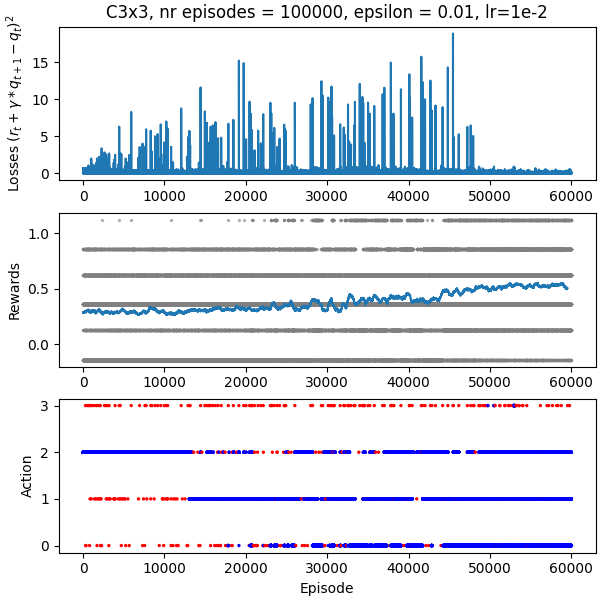 C3x3, nr episodes = 100000, epsilon = 0.01, lr=1e-2
Losses $(r_t + \gamma * q_{t+1} - q_t)^2$
15
10
5
0
0 10000 20000 30000 40000 50000 60000
Rewards
1.0
0.5
0.0
0 10000 20000 30000 40000 50000 60000
Action
3
2
1
0
0 10000 20000 30000 40000 50000 60000
Episode